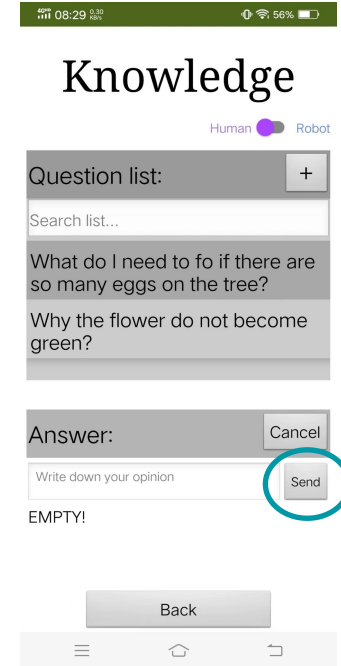 08:29 0.30 KB/s 56%
Knowledge
Human Robot
Question list: +
Search list...
What do I need to fo if there are
so many eggs on the tree?
Why the flower do not become
green?
Answer: Cancel
Write down your opinion Send
EMPTY!
Back